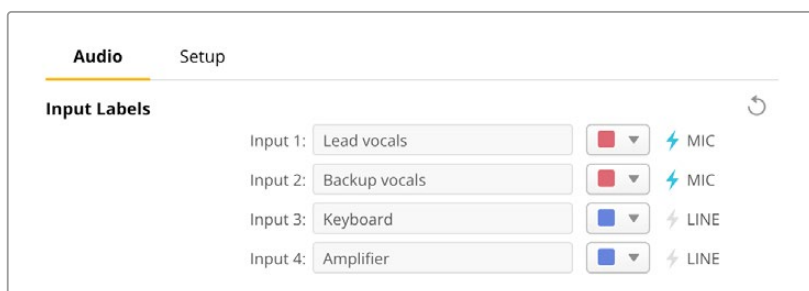 Audio Setup
Input Labels
Input 1: Lead vocals MIC
Input 2: Backup vocals MIC
Input 3: Keyboard LINE
Input 4: Amplifier LINE